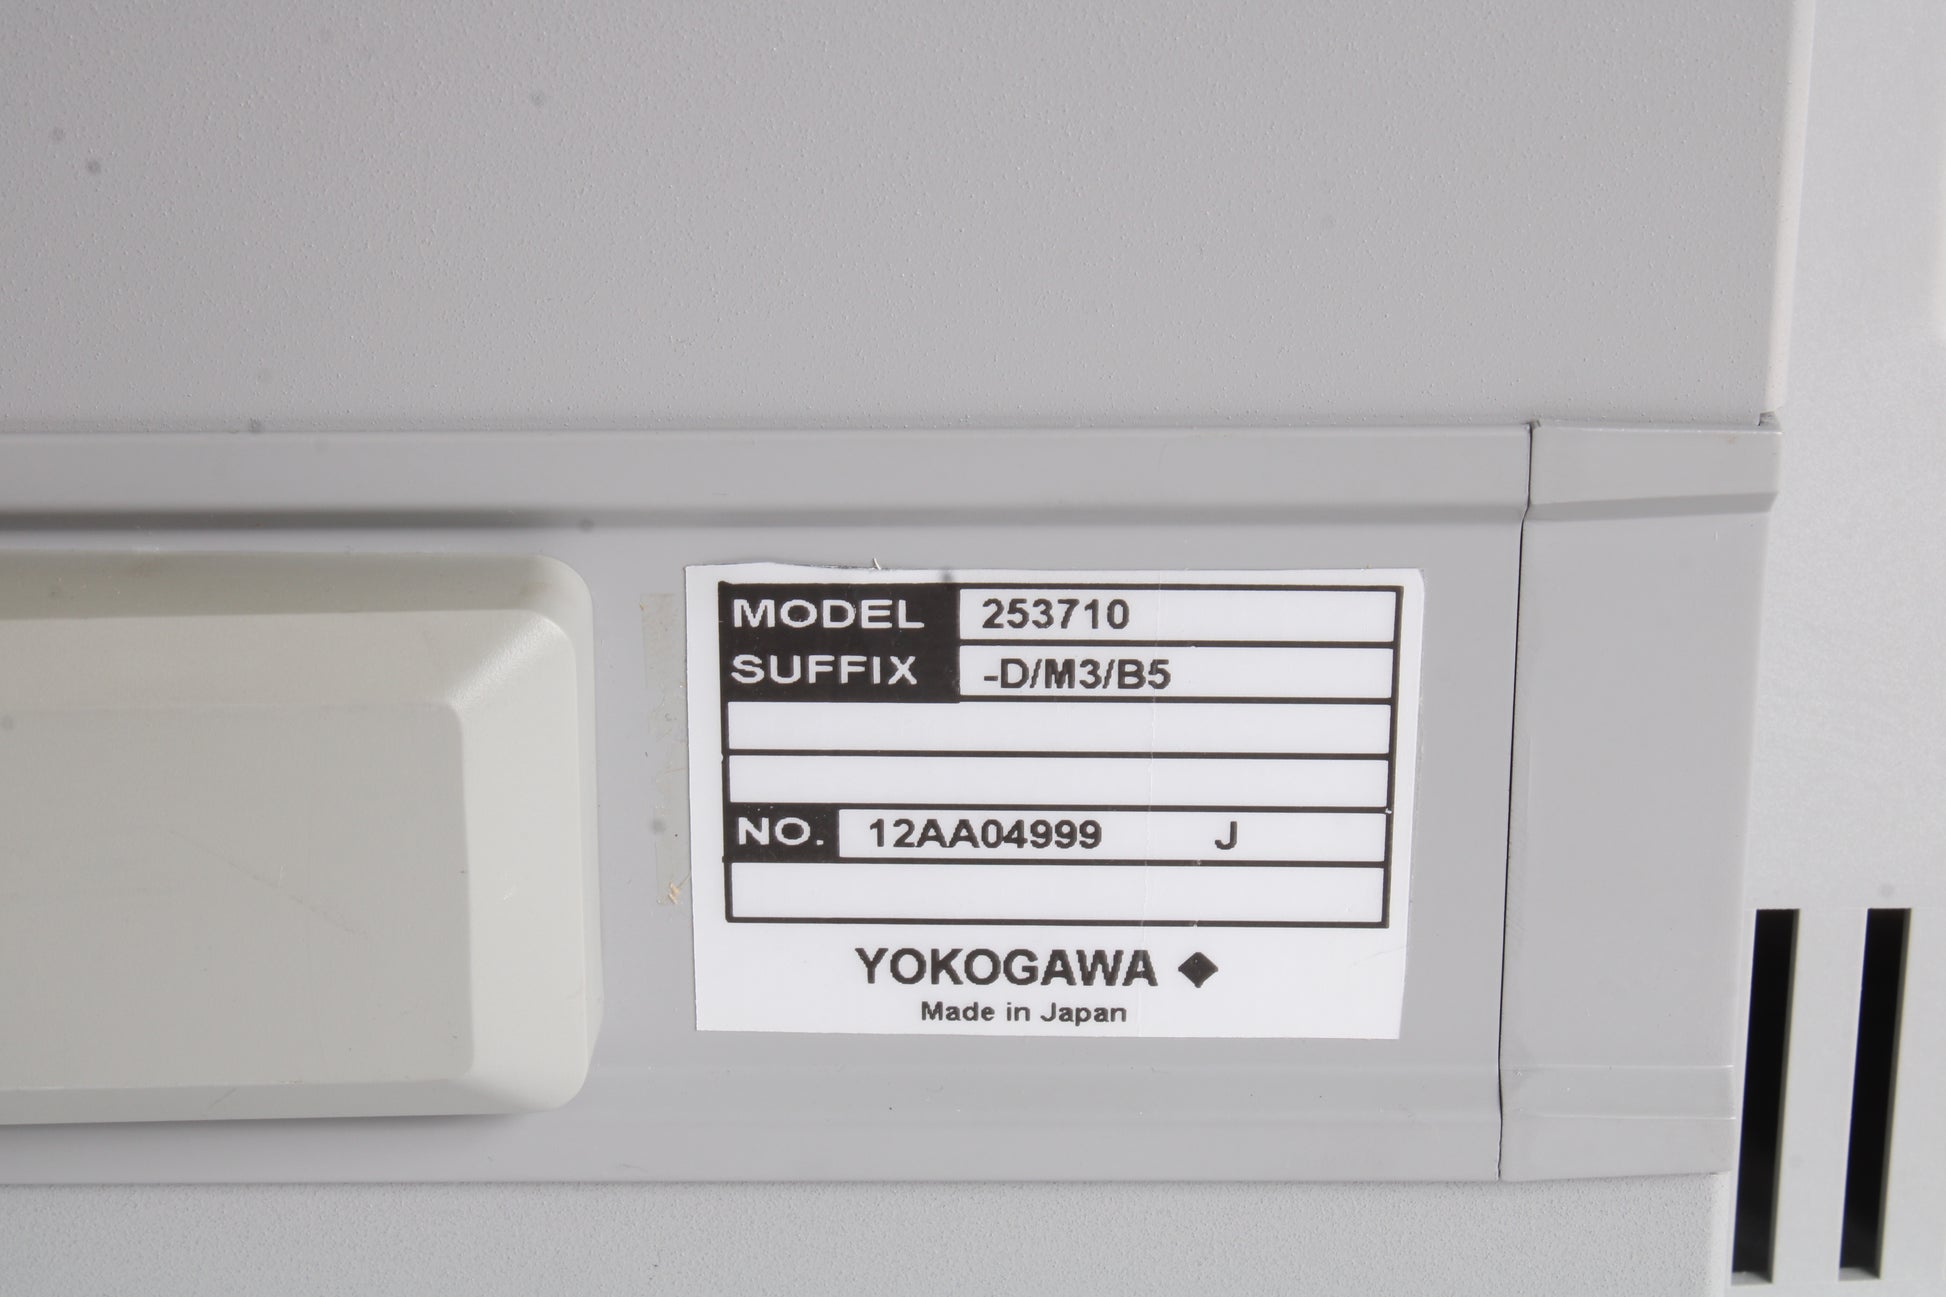 MODEL 253710
SUFFIX -D/M3/B5
NO. 12AA04999 J
YOKOGAWA ◆
Made in Japan